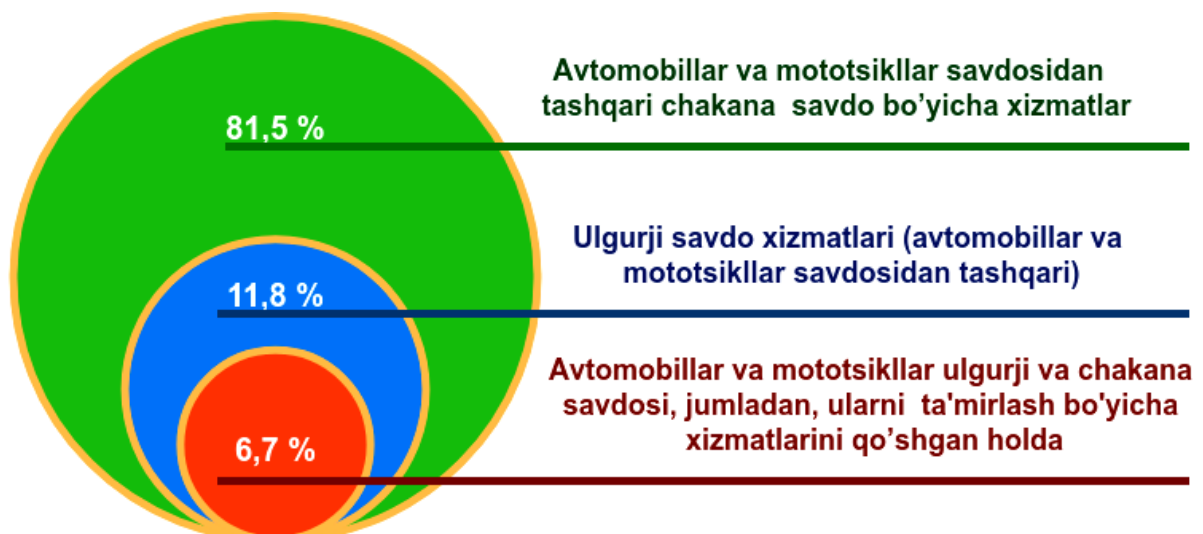 81,5 %
Avtomobillar va mototsikllar savdosidan
tashqari chakana savdo bo’yicha xizmatlar
11,8 %
Ulgurji savdo xizmatlari (avtomobillar va
mototsikllar savdosidan tashqari)
6,7 %
Avtomobillar va mototsikllar ulgurji va chakana
savdosi, jumladan, ularni ta'mirlash bo'yicha
xizmatlarini qo’shgan holda